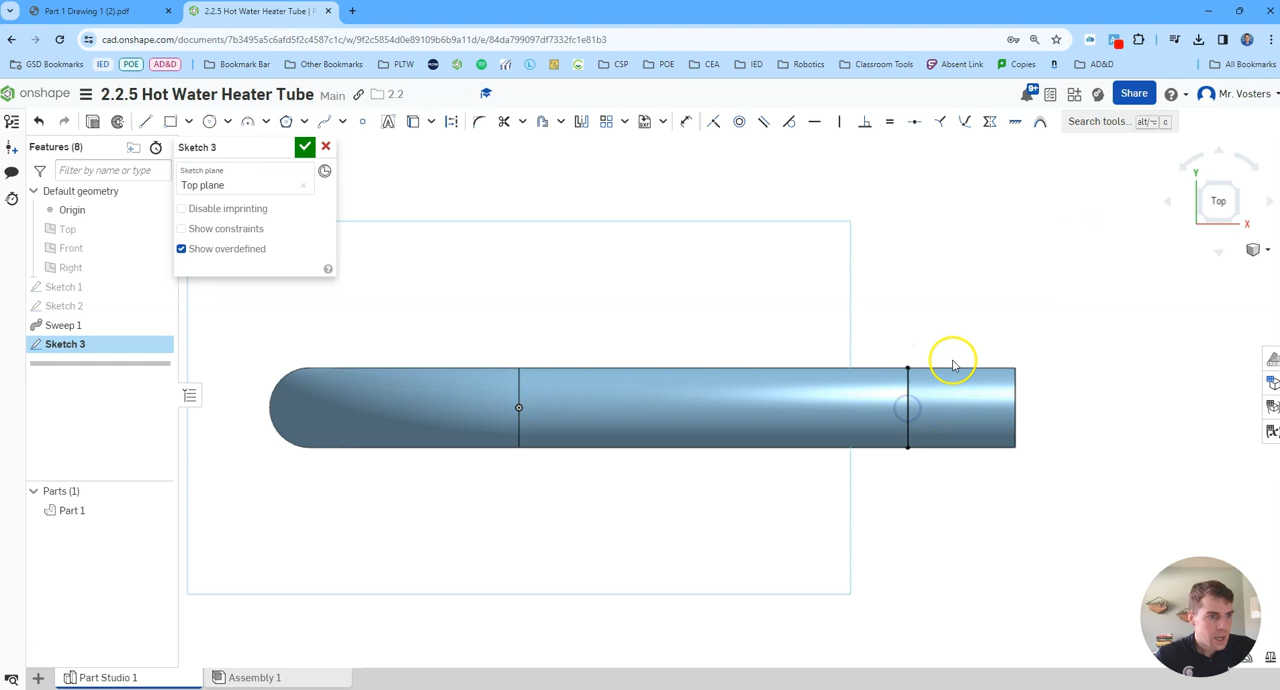 Part 1 Drawing 1 (2).pdf
2.2.5 Hot Water Heater Tube | P
cad.onshape.com/documents/7b3495a5c6afd5f2c4587c1c/w/9f2c5854d0e89109b6b9a11d/e/84da799097df7332fc1e81b3
GSD Bookmarks IED POE AD&D Bookmark Bar Other Bookmarks PLTW CSP POE CEA IED Robotics Classroom Tools Absent Link Copies n AD&D All Bookmarks
onshape 2.2.5 Hot Water Heater Tube Main 2.2 9+ Share Mr. Vosters
Search tools... alt/⌥ c
Features (8)
Filter by name or type
Default geometry
Origin
Top
Front
Right
Sketch 1
Sketch 2
Sweep 1
Sketch 3
Sketch 3
Sketch plane
Top plane
Disable imprinting
Show constraints
Show overdefined
Y
Top
X
Parts (1)
Part 1
Part Studio 1
Assembly 1